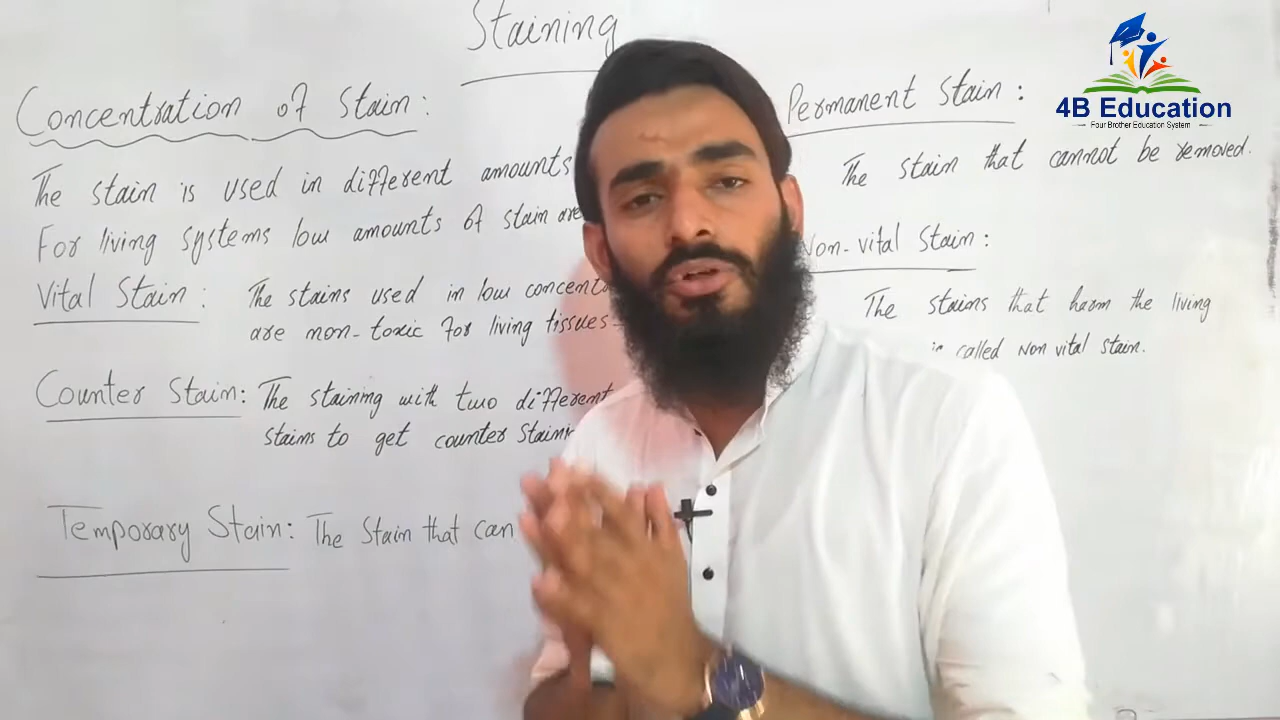 Staining
Concentration of Stain:
The stain is used in different amounts
For living systems low amounts of stain are
Vital Stain: The stains used in low concent
are non-toxic for living tissues
Counter Stain: The staining with two different
stains to get counter Staini
Temporary Stain: The Stain that can
Permanent Stain:
The stain that cannot be removed.
Non-vital Stain:
The stains that harm the living
is called Non vital stain.
4B Education
Four Brother Education System